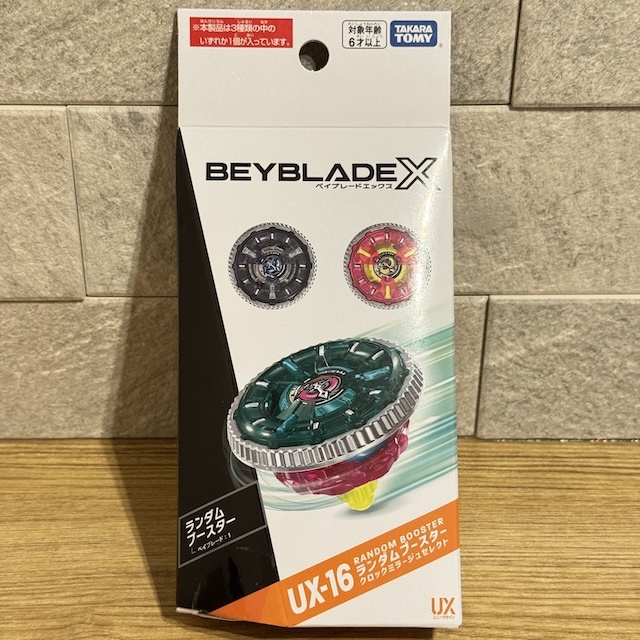 ※本製品は3種類の中の
いずれか1個が入っています。
対象年齢
6才以上
TAKARA
TOMY
BEYBLADE X
ベイブレードエックス
ランダム
ブースター
ベイブレード:1
UX-16
RANDOM BOOSTER
ランダムブースター
クロックミラージュセレクト
UX